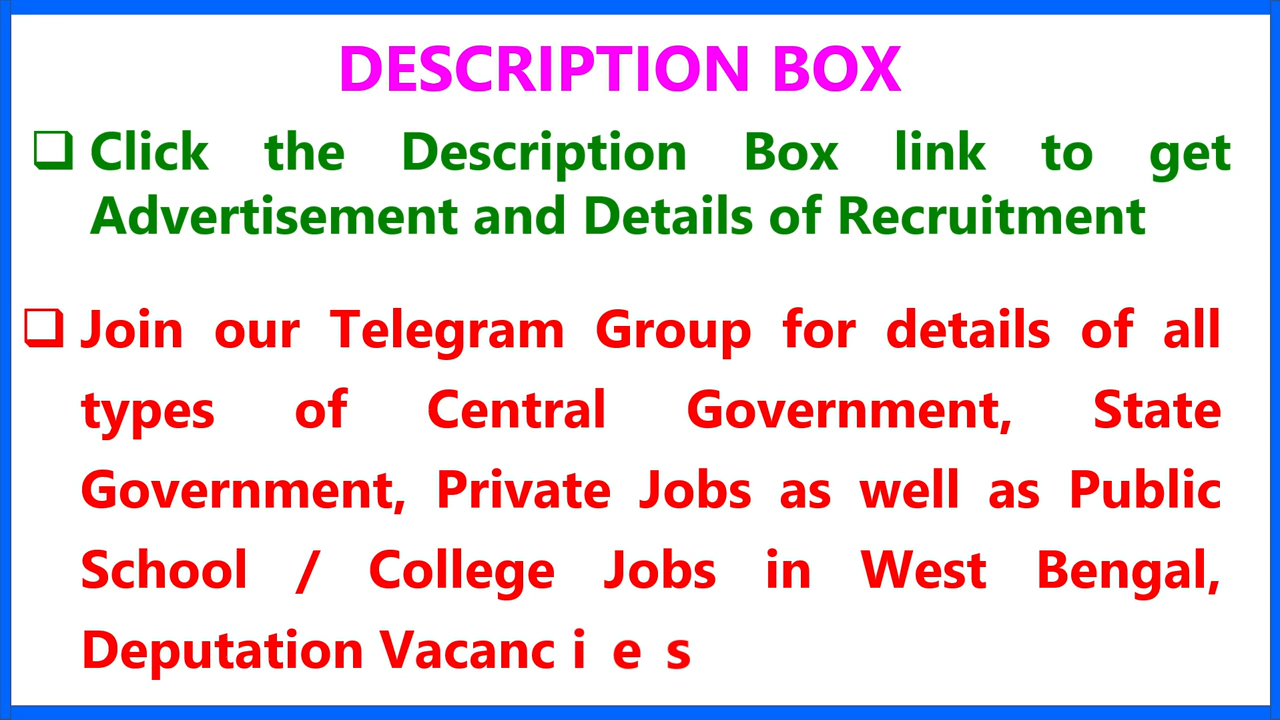 DESCRIPTION BOX
❑ Click the Description Box link to get
Advertisement and Details of Recruitment
❑ Join our Telegram Group for details of all
types of Central Government, State
Government, Private Jobs as well as Public
School / College Jobs in West Bengal,
Deputation Vacanc i e s